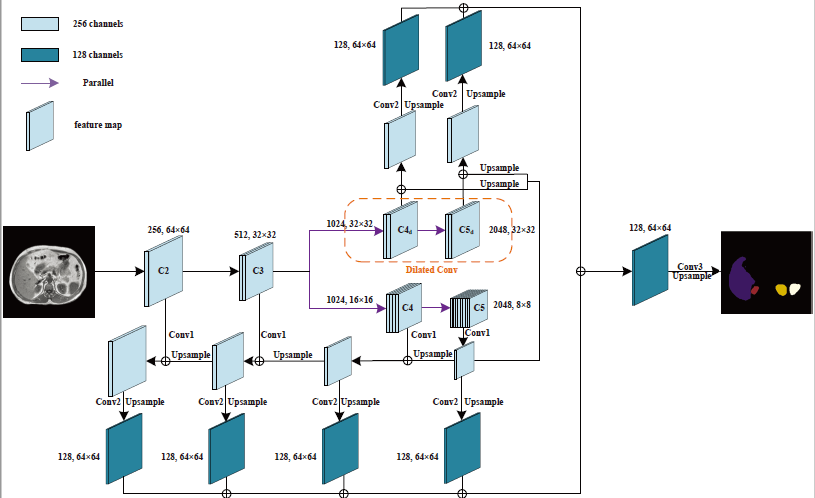 256 channels
128 channels
Parallel
feature map
128, 64×64
128, 64×64
Conv2 Upsample
Conv2 Upsample
Upsample
Upsample
1024, 32×32
C4d
C5d
2048, 32×32
Dilated Conv
256, 64×64
512, 32×32
C2
C3
1024, 16×16
C4
C5
2048, 8×8
128, 64×64
Conv3
Upsample
Conv1
Conv1
Conv1
Conv1
Upsample
Upsample
Upsample
Conv2 Upsample
Conv2 Upsample
Conv2 Upsample
Conv2 Upsample
128, 64×64
128, 64×64
128, 64×64
128, 64×64